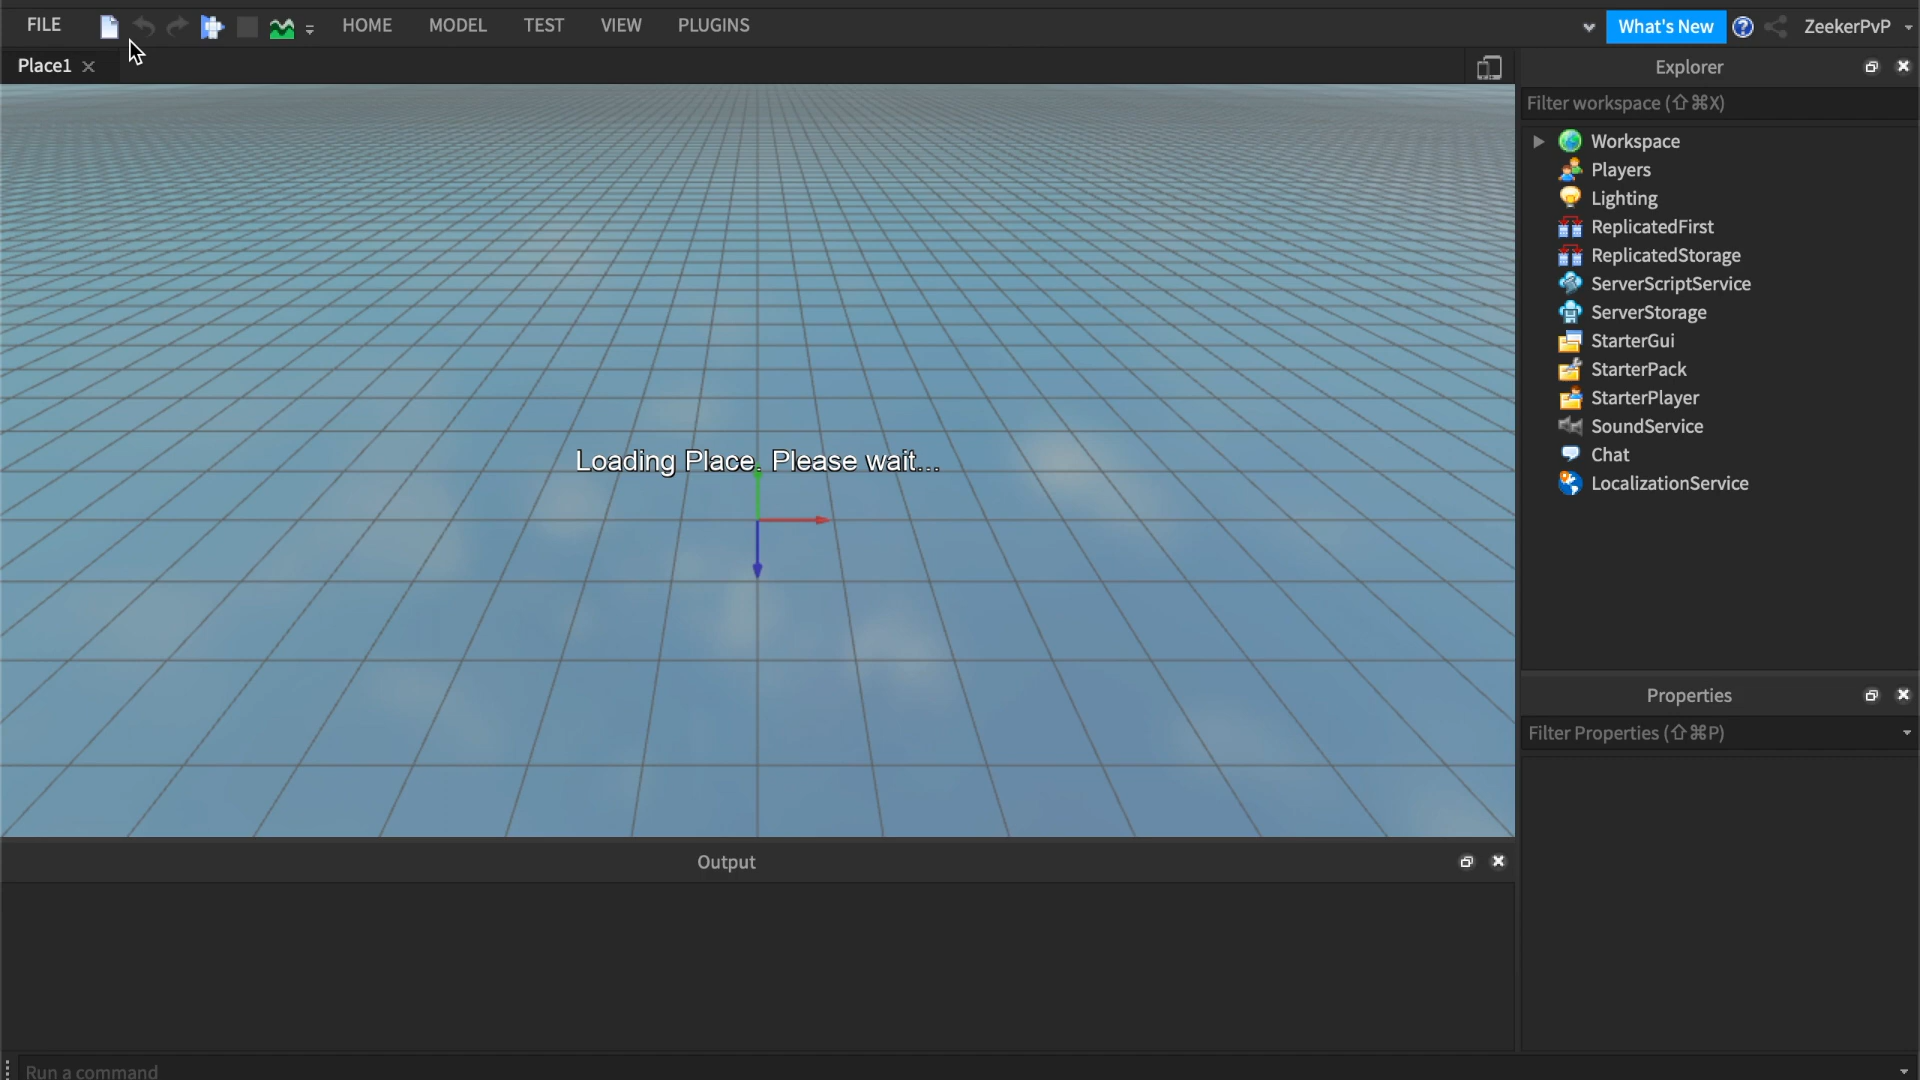 FILE
HOME
MODEL
TEST
VIEW
PLUGINS
What's New
?
ZeekerPvP
Place1
Explorer
Filter workspace (⇧⌘X)
Workspace
Players
Lighting
ReplicatedFirst
ReplicatedStorage
ServerScriptService
ServerStorage
StarterGui
StarterPack
StarterPlayer
SoundService
Chat
LocalizationService
Loading Place. Please wait...
Properties
Filter Properties (⇧⌘P)
Output
Run a command